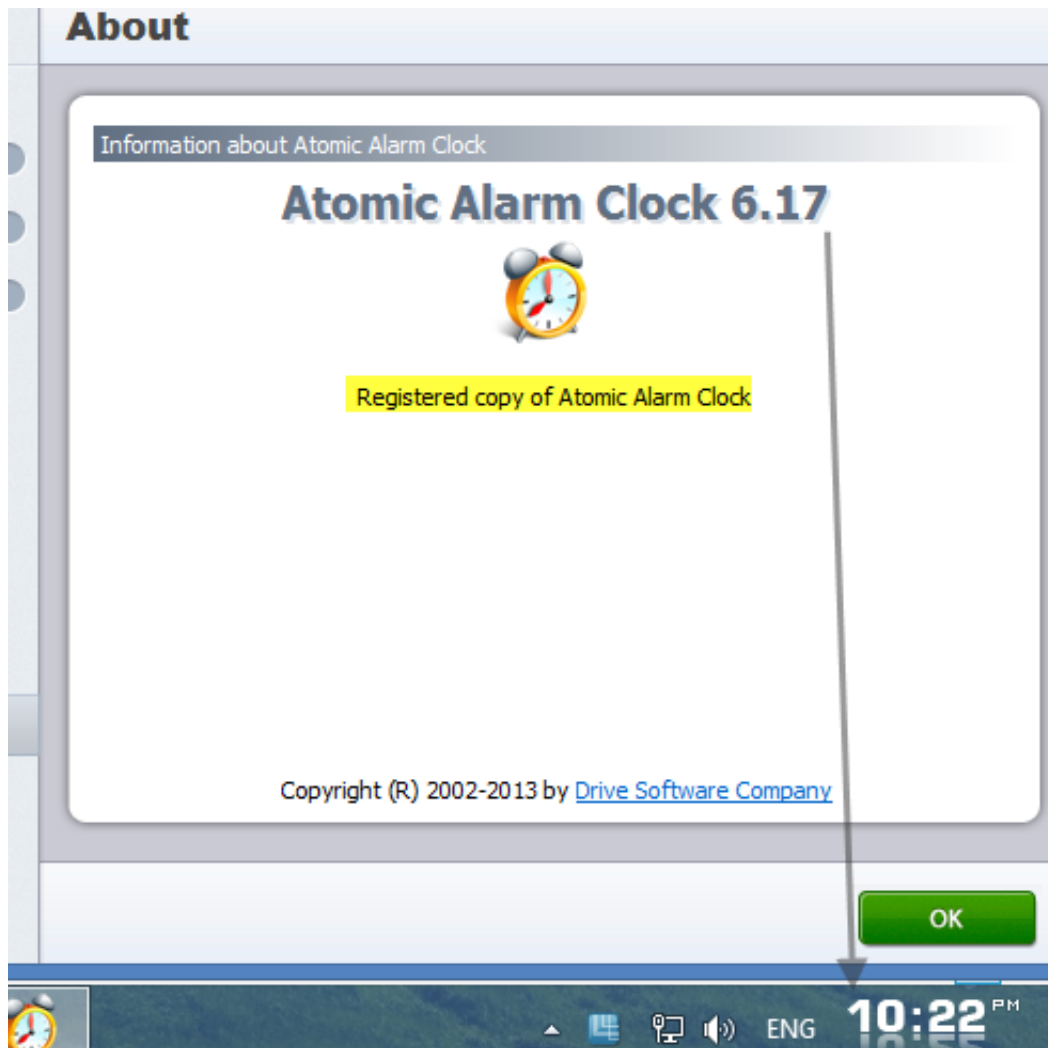 About
Information about Atomic Alarm Clock
Atomic Alarm Clock 6.17
Registered copy of Atomic Alarm Clock
Copyright (R) 2002-2013 by Drive Software Company
OK
ENG 10:22 PM